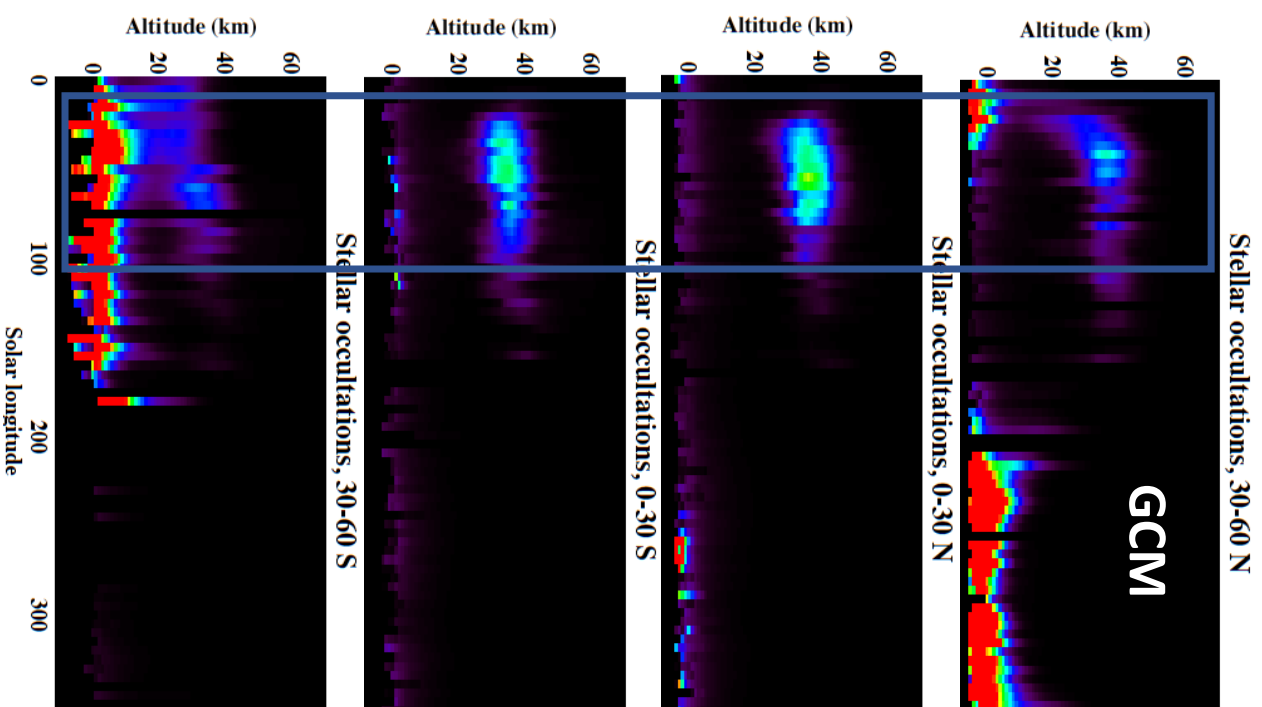 Stellar occultations, 30-60 N
GCM
Altitude (km)
60
40
20
0
Stellar occultations, 0-30 N
Altitude (km)
60
40
20
0
Stellar occultations, 0-30 S
Altitude (km)
60
40
20
0
Stellar occultations, 30-60 S
Altitude (km)
60
40
20
0
0 100 200 300
Solar longitude